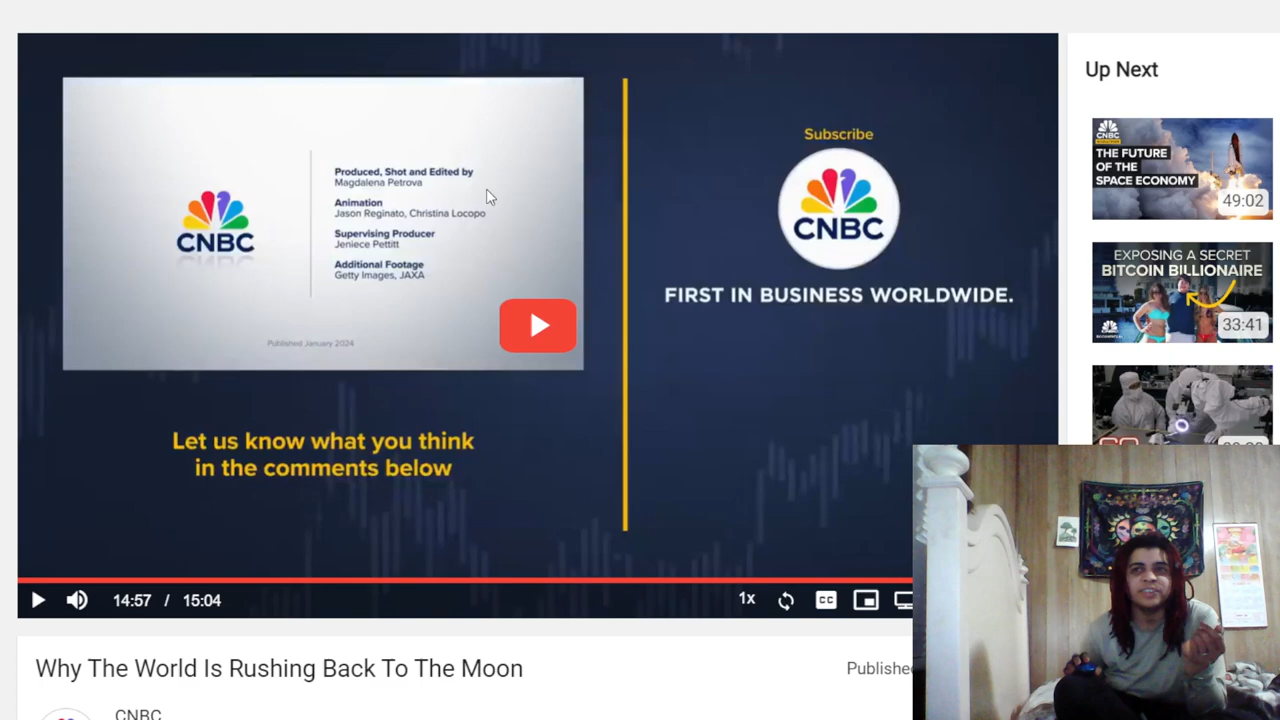 Produced, Shot and Edited by
Magdalena Petrova
Animation
Jason Reginato, Christina Locopo
Supervising Producer
Jeniece Pettitt
Additional Footage
Getty Images, JAXA
CNBC
Published January 2024
Let us know what you think
in the comments below
Subscribe
CNBC
FIRST IN BUSINESS WORLDWIDE.
14:57 / 15:04
1x
CC
Up Next
CNBC
THE FUTURE
OF THE
SPACE ECONOMY
49:02
EXPOSING A SECRET
BITCOIN BILLIONAIRE
33:41
Why The World Is Rushing Back To The Moon
Published
CNBC